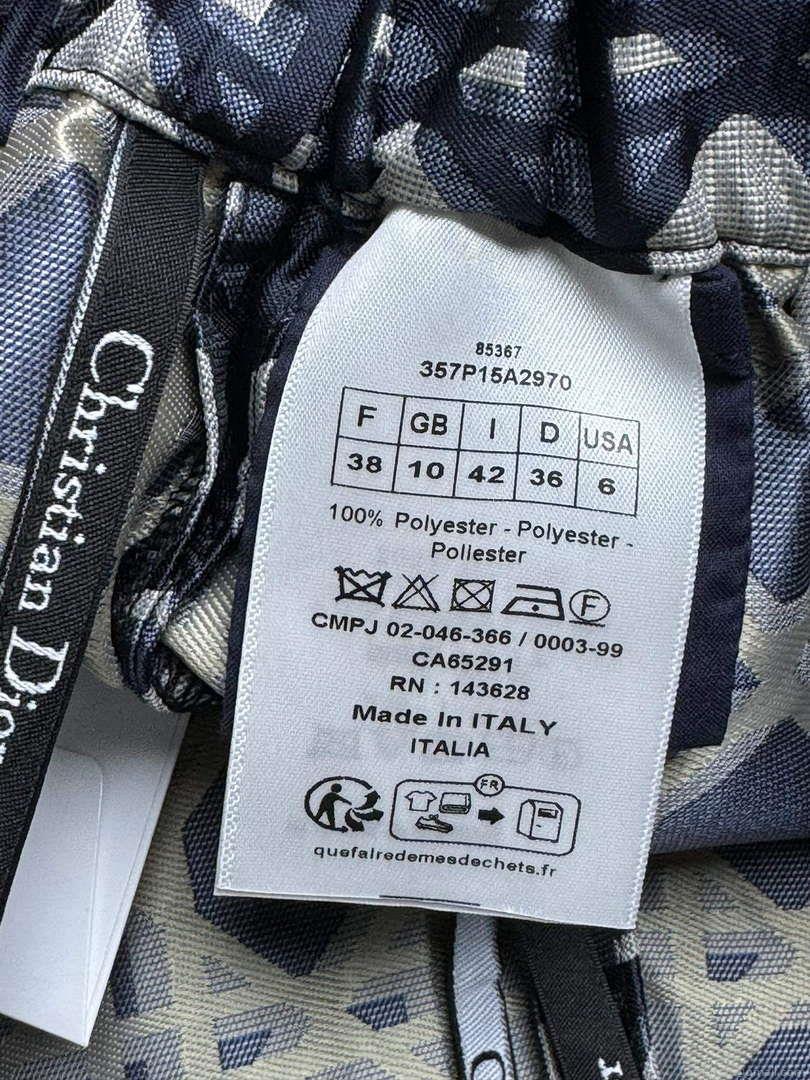 Christian Dior
85367
357P15A2970
F GB I D USA
38 10 42 36 6
100% Polyester - Polyester -
Poliester
F
CMPJ 02-046-366 / 0003-99
CA65291
RN : 143628
Made In ITALY
ITALIA
FR
quefairedemesdechets.fr